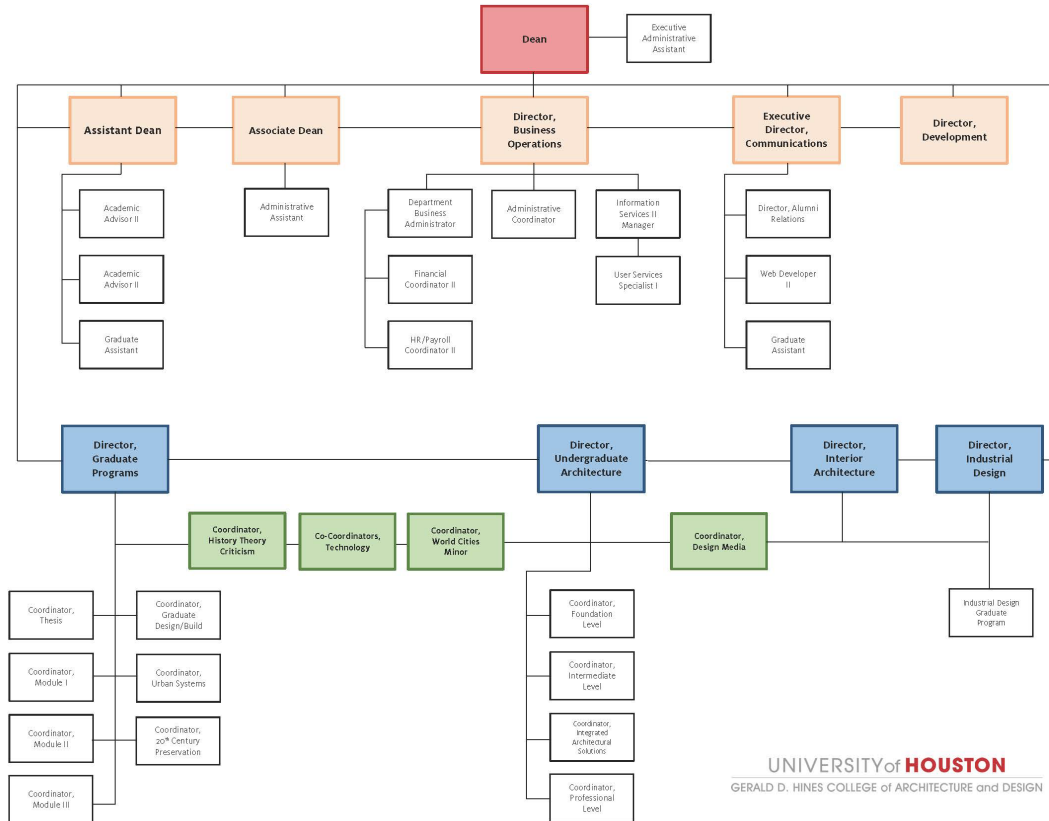 Dean
Executive
Administrative
Assistant
Assistant Dean
Associate Dean
Director,
Business
Operations
Executive
Director,
Communications
Director,
Development
Academic
Advisor II
Administrative
Assistant
Department
Business
Administrator
Administrative
Coordinator
Information
Services II
Manager
Director, Alumni
Relations
Academic
Advisor II
Financial
Coordinator II
User Services
Specialist I
Web Developer
II
Graduate
Assistant
HR/Payroll
Coordinator II
Graduate
Assistant
Director,
Graduate
Programs
Director,
Undergraduate
Architecture
Director,
Interior
Architecture
Director,
Industrial
Design
Coordinator,
History Theory
Criticism
Co-Coordinators,
Technology
Coordinator,
World Cities
Minor
Coordinator,
Design Media
Coordinator,
Thesis
Coordinator,
Graduate
Design/Build
Coordinator,
Foundation
Level
Industrial Design
Graduate
Program
Coordinator,
Module I
Coordinator,
Urban Systems
Coordinator,
Intermediate
Level
Coordinator,
Module II
Coordinator,
20th Century
Preservation
Coordinator,
Integrated
Architectural
Solutions
Coordinator,
Module III
Coordinator,
Professional
Level
UNIVERSITY of HOUSTON
GERALD D. HINES COLLEGE of ARCHITECTURE and DESIGN